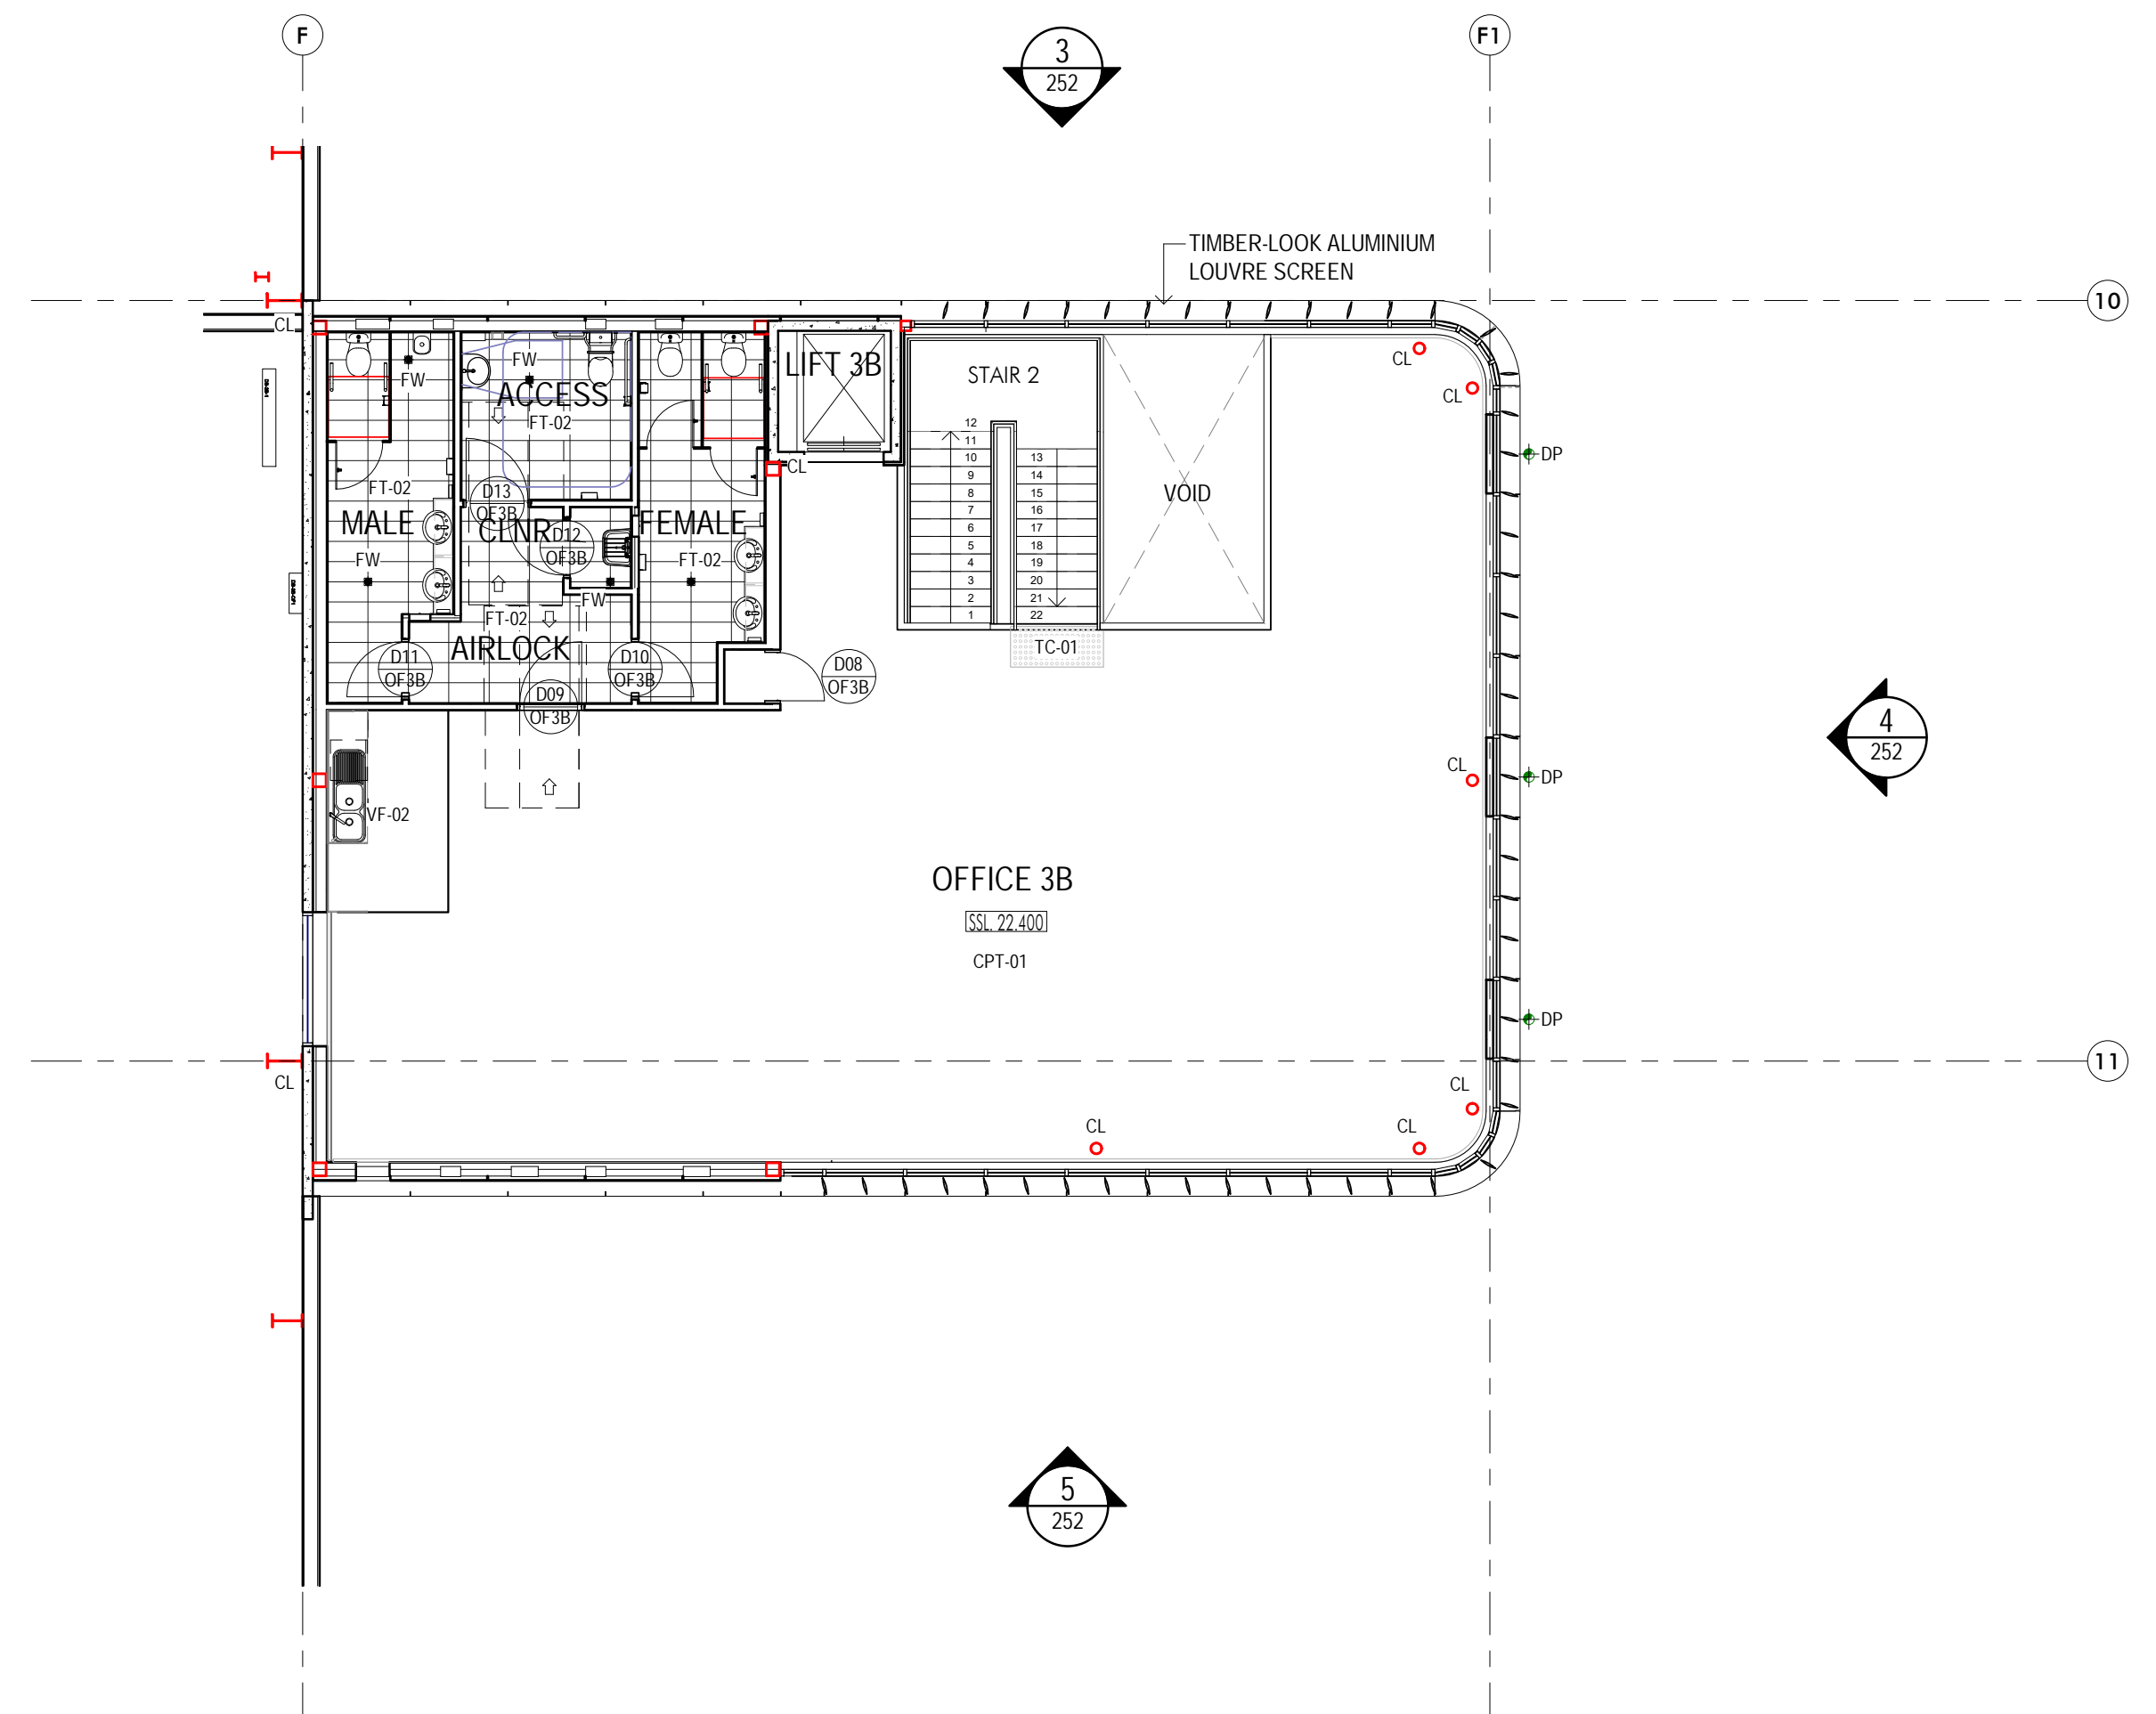 F
3
252
F1
TIMBER-LOOK ALUMINIUM
LOUVRE SCREEN
10
CL
FW
FW
ACCESS
FT-02
LIFT 3B
STAIR 2
CL
CL
CL
12
11
10
9
8
7
6
5
4
3
2
1
13
14
15
16
17
18
19
20
21
22
VOID
DP
FT-02
MALE
D13
OF3B
CLNR
D12
OF3B
FEMALE
FW
FT-02
FW
FT-02
AIRLOCK
TC-01
D11
OF3B
D10
OF3B
D08
OF3B
D09
OF3B
4
252
CL
DP
VF-02
OFFICE 3B
SSL. 22.400
CPT-01
DP
11
CL
CL
CL
CL
5
252